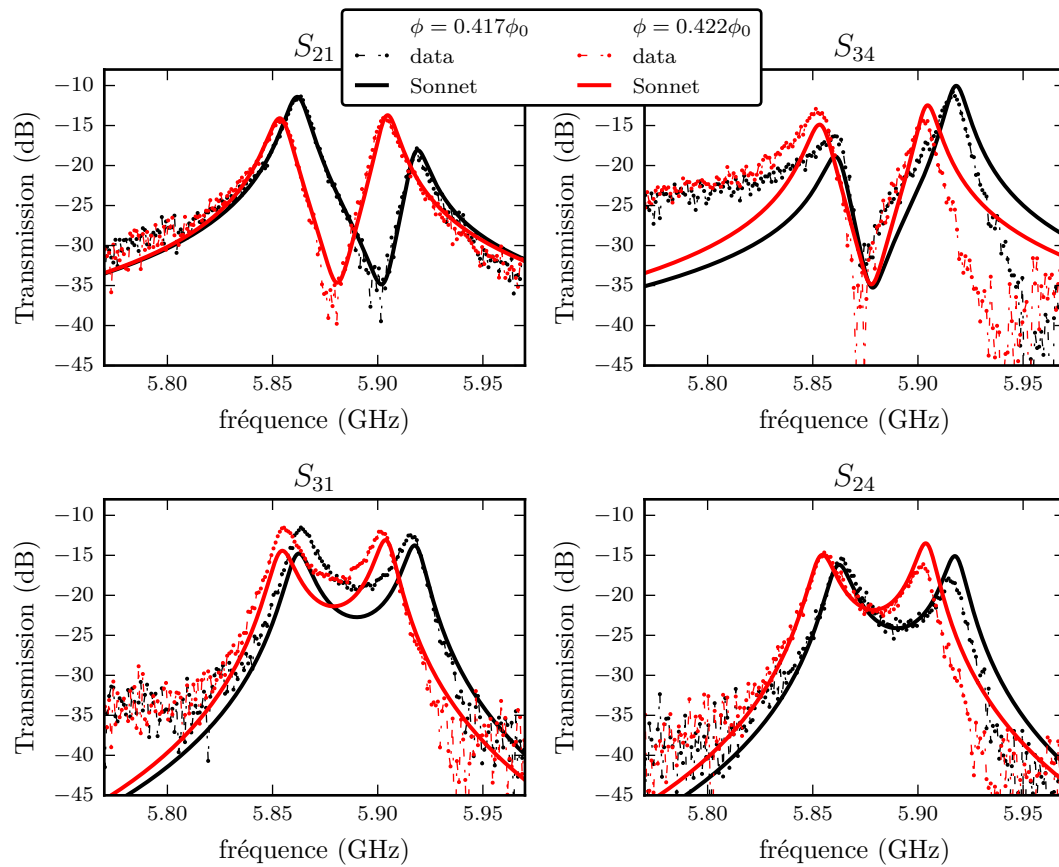 ϕ = 0.417ϕ₀ ϕ = 0.422ϕ₀
data data
Sonnet Sonnet
S₂₁ S₃₄
Transmission (dB)
−10
−15
−20
−25
−30
−35
−40
−45
5.80 5.85 5.90 5.95
fréquence (GHz)
Transmission (dB)
−10
−15
−20
−25
−30
−35
−40
−45
5.80 5.85 5.90 5.95
fréquence (GHz)
S₃₁ S₂₄
Transmission (dB)
−10
−15
−20
−25
−30
−35
−40
−45
5.80 5.85 5.90 5.95
fréquence (GHz)
Transmission (dB)
−10
−15
−20
−25
−30
−35
−40
−45
5.80 5.85 5.90 5.95
fréquence (GHz)